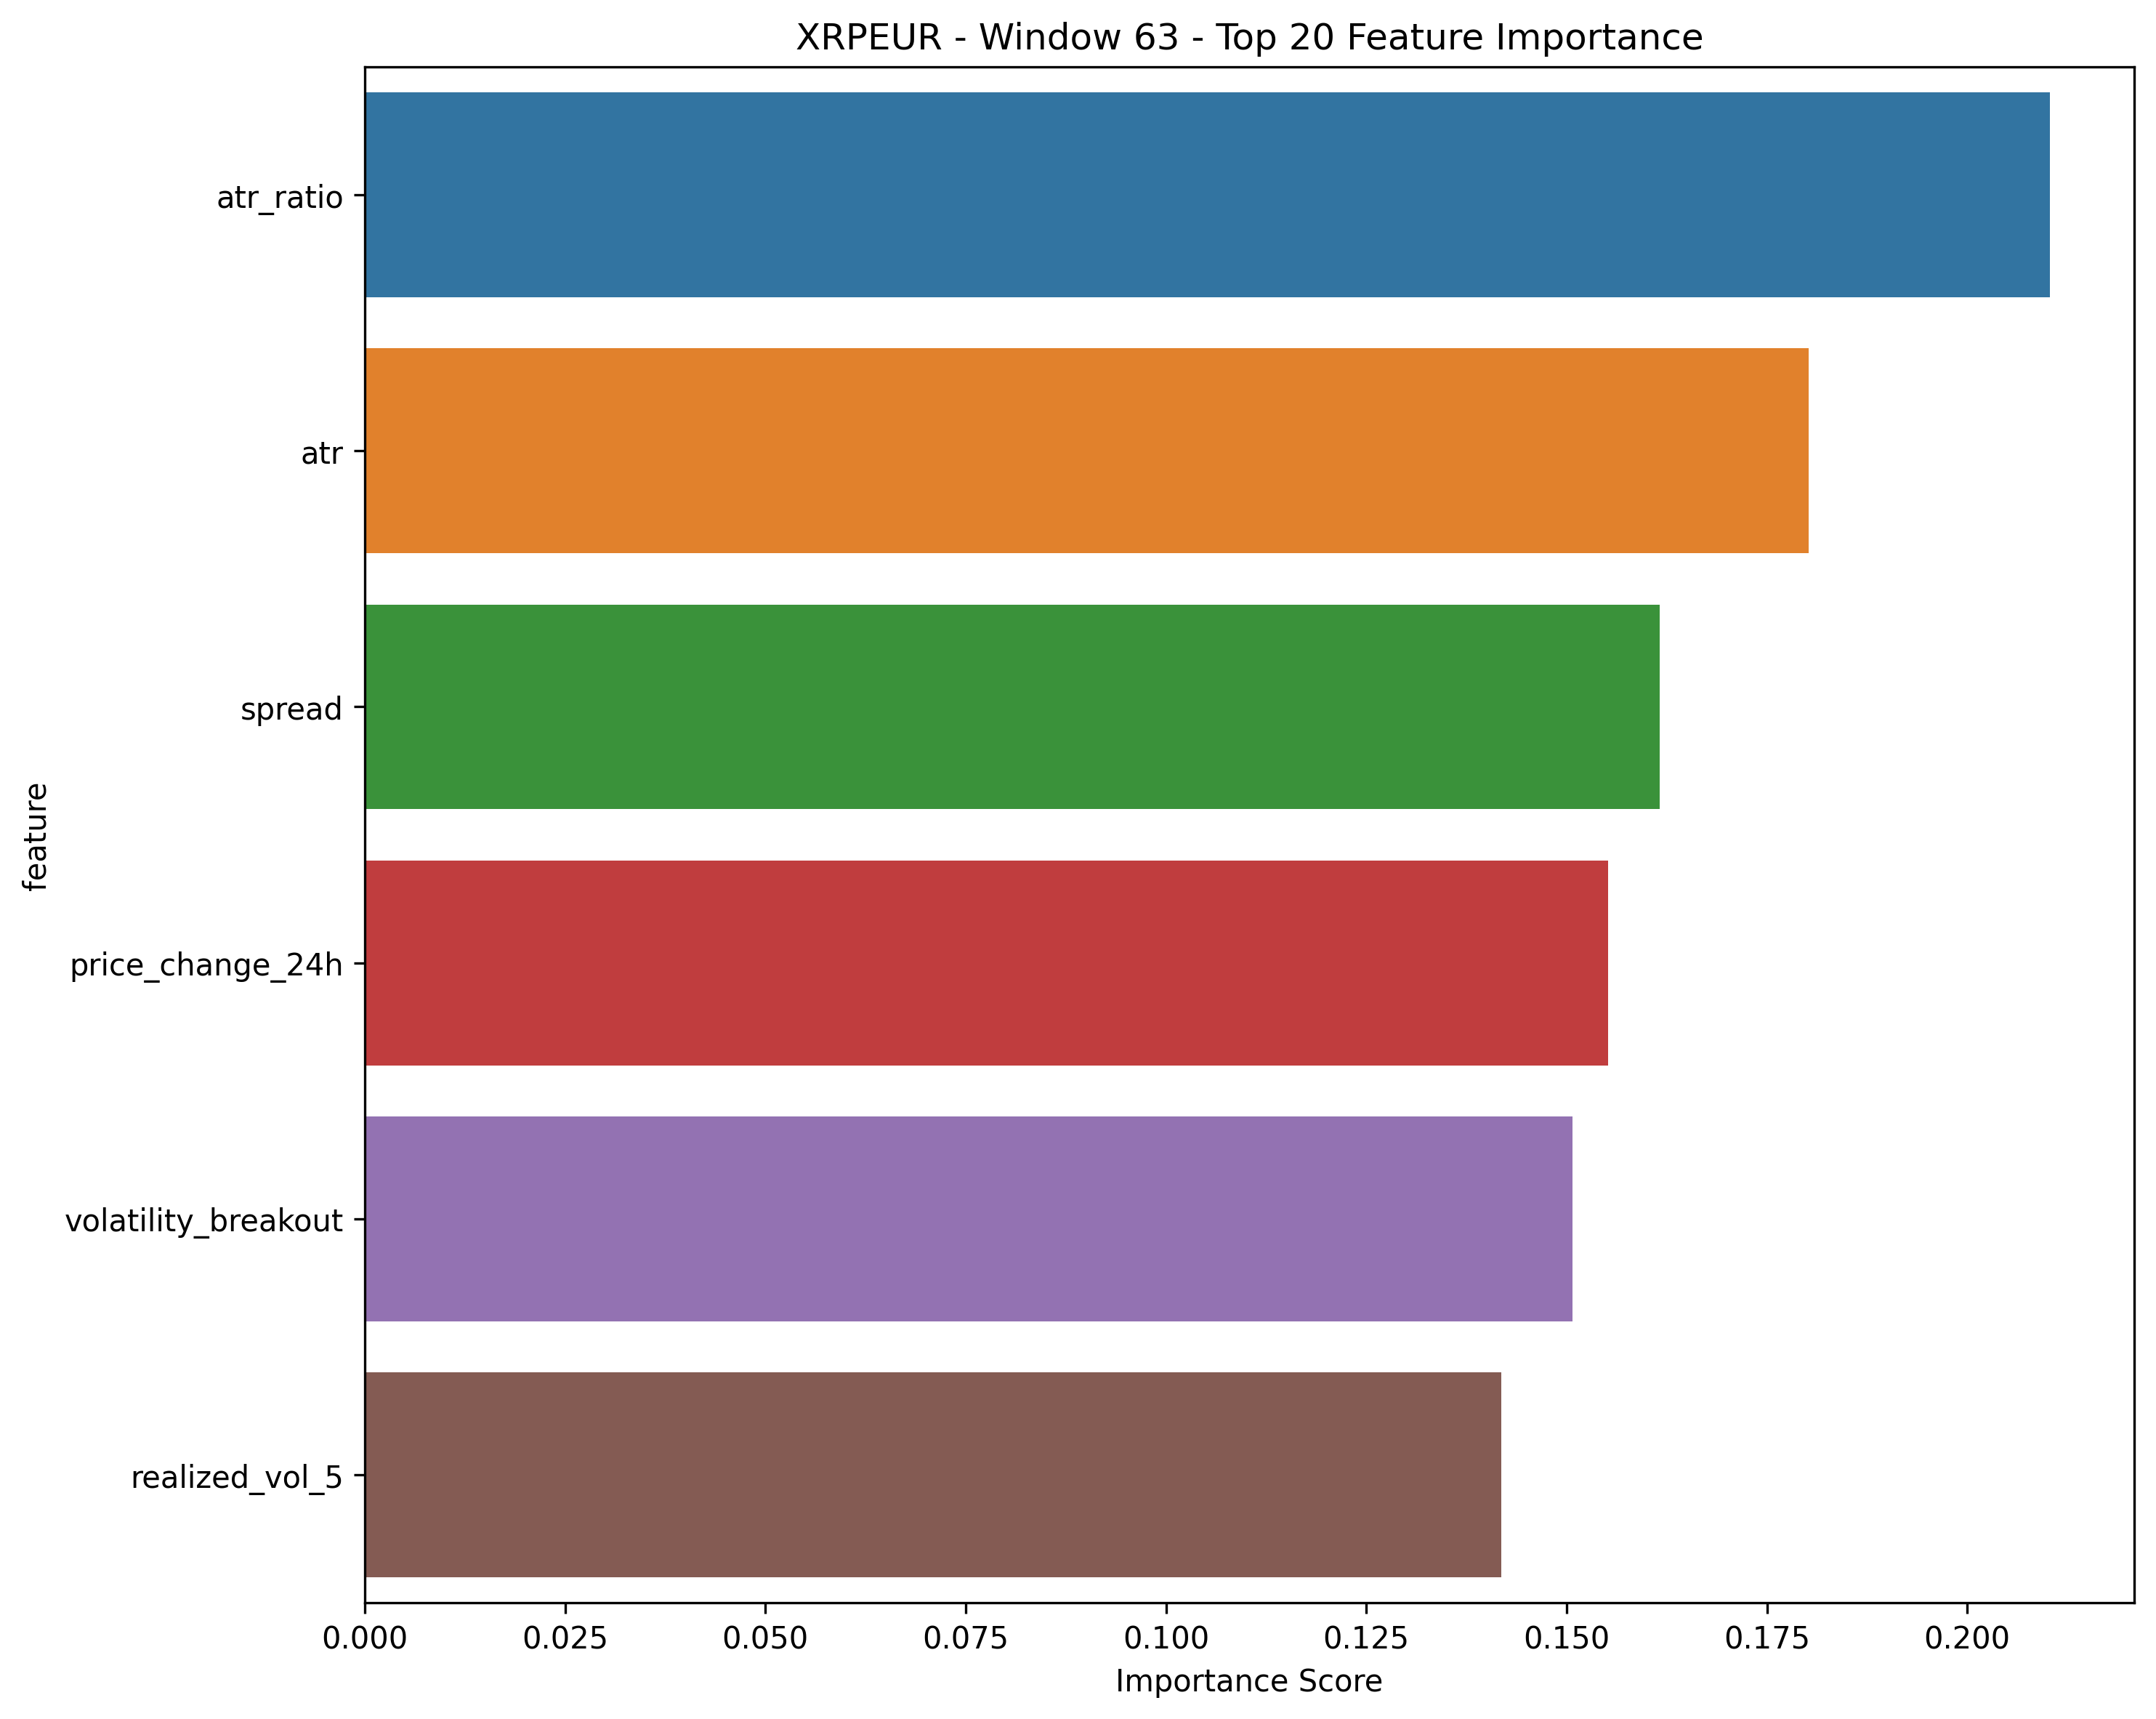 XRPEUR - Window 63 - Top 20 Feature Importance
atr_ratio
atr
spread
price_change_24h
volatility_breakout
realized_vol_5
feature
0.000 0.025 0.050 0.075 0.100 0.125 0.150 0.175 0.200
Importance Score